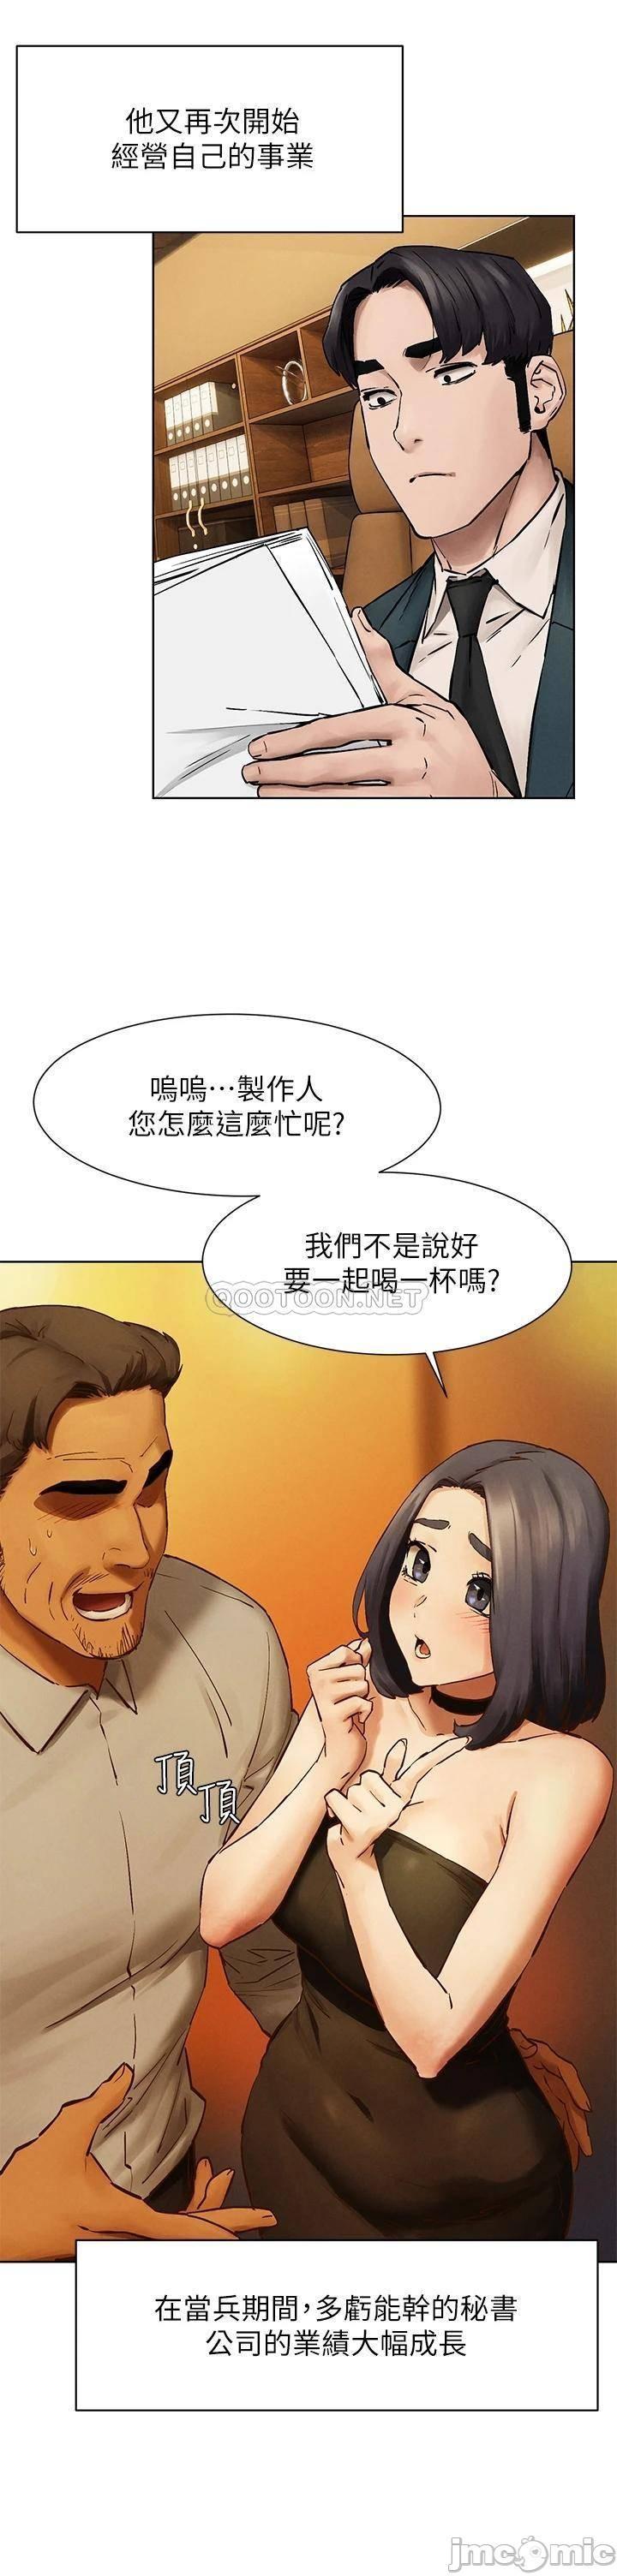 他又再次開始
經營自己的事業
嗚嗚⋯製作人
您怎麼這麼忙呢?
我們不是說好
要一起喝一杯嗎?
QOOTOON.NET
頂
頂
在當兵期間，多虧能幹的秘書
公司的業績大幅成長
jmcomic